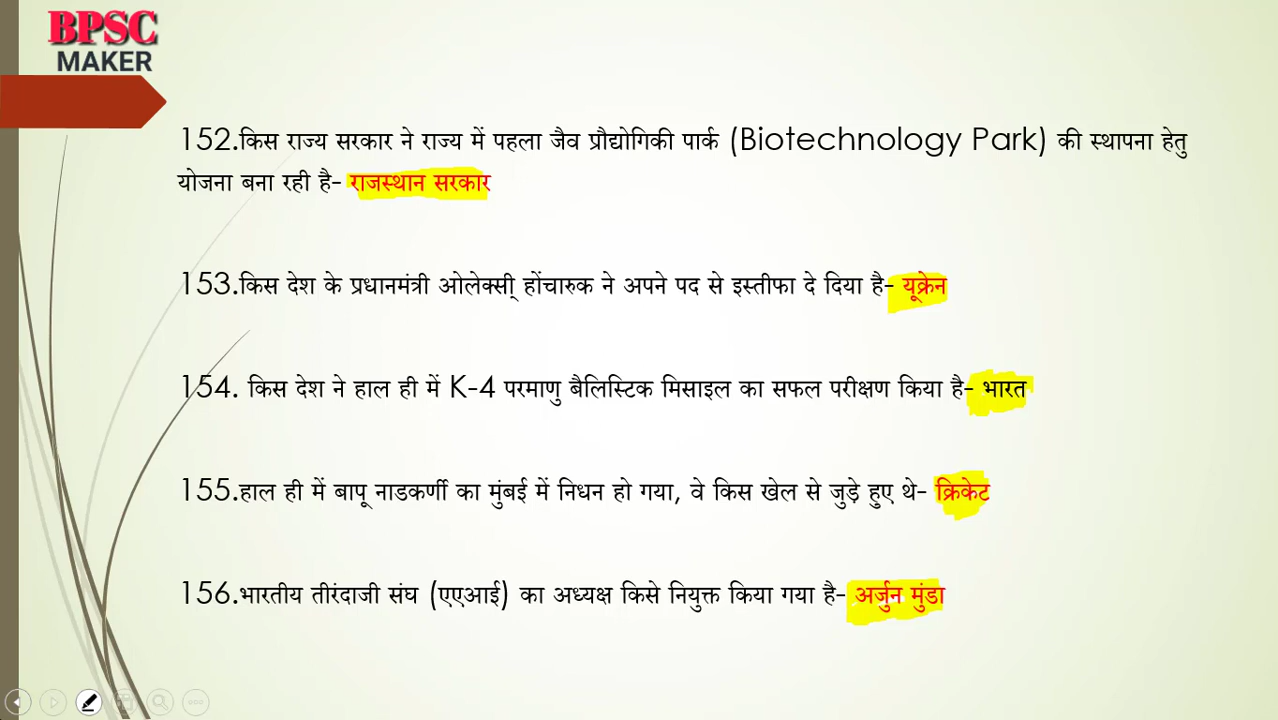 BPSC
MAKER
152.किस राज्य सरकार ने राज्य में पहला जैव प्रौद्योगिकी पार्क (Biotechnology Park) की स्थापना हेतु
योजना बना रही है- राजस्थान सरकार
153.किस देश के प्रधानमंत्री ओलेक्सी् होंचारुक ने अपने पद से इस्तीफा दे दिया है- यूक्रेन
154. किस देश ने हाल ही में K-4 परमाणु बैलिस्टिक मिसाइल का सफल परीक्षण किया है- भारत
155.हाल ही में बापू नाडकर्णी का मुंबई में निधन हो गया, वे किस खेल से जुड़े हुए थे- क्रिकेट
156.भारतीय तीरंदाजी संघ (एएआई) का अध्यक्ष किसे नियुक्त किया गया है- अर्जुन मुंडा